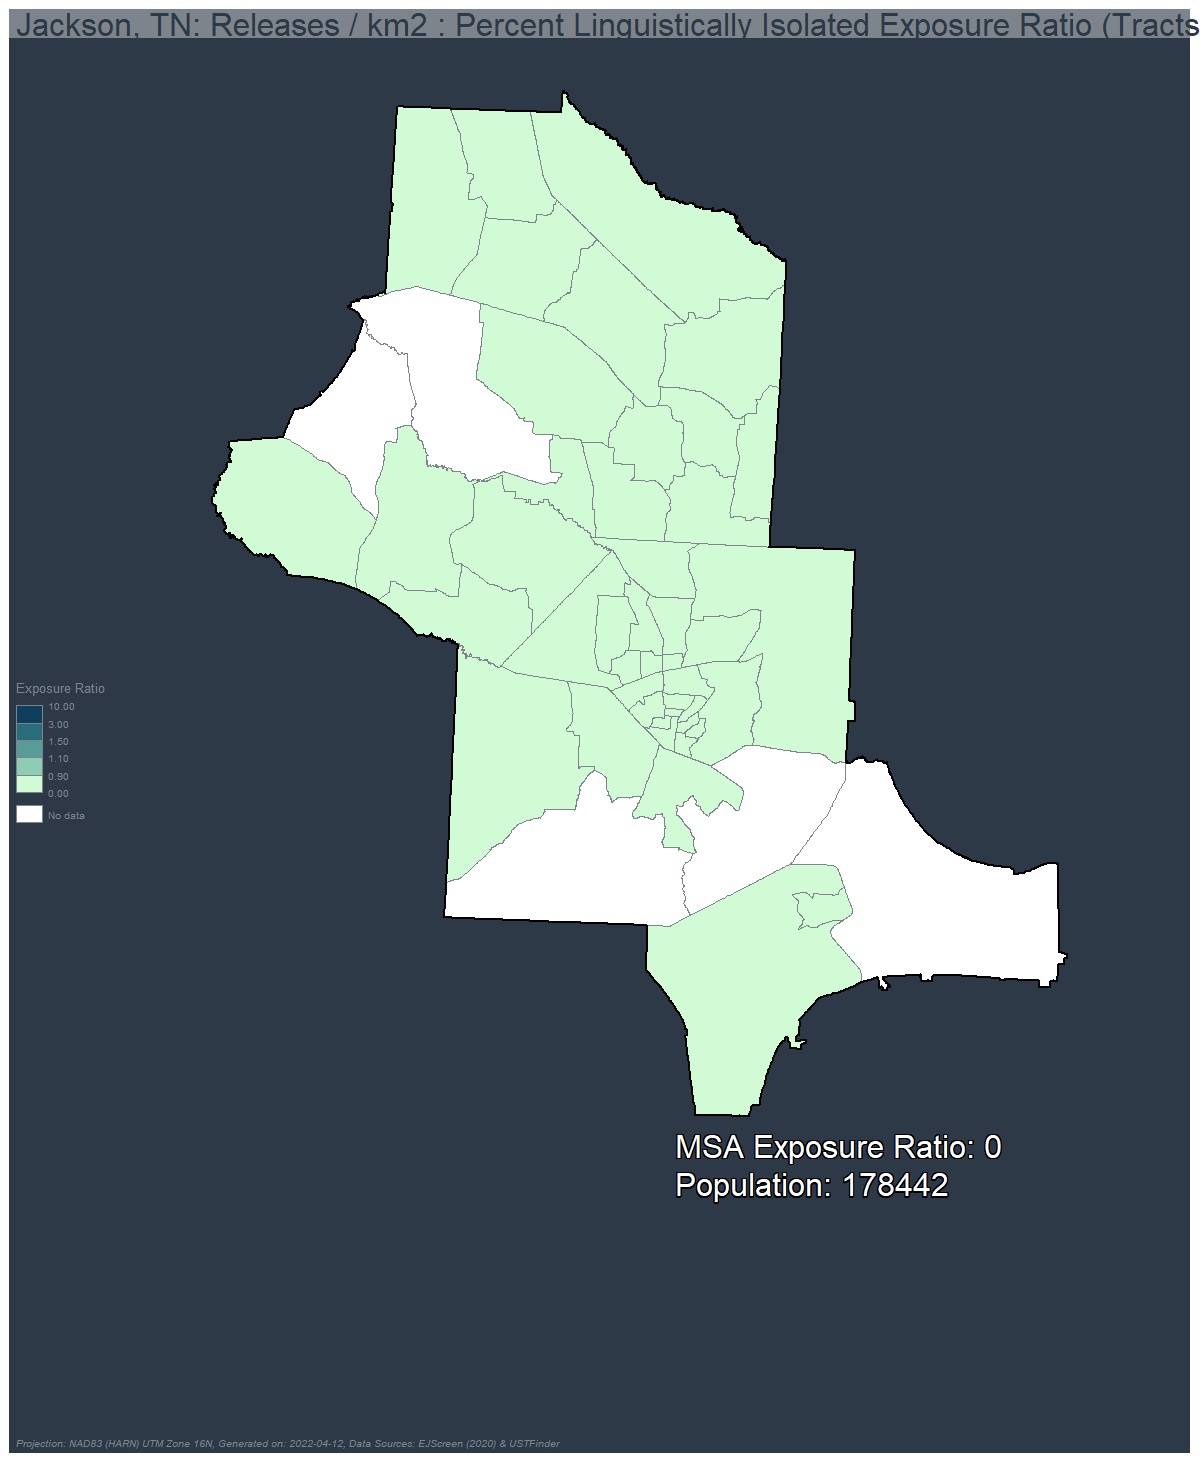 Jackson, TN: Releases / km2 : Percent Linguistically Isolated Exposure Ratio (Tracts
Exposure Ratio
10.00
3.00
1.50
1.10
0.90
0.00
No data
MSA Exposure Ratio: 0
Population: 178442
Projection: NAD83 (HARN) UTM Zone 16N, Generated on: 2022-04-12, Data Sources: EJScreen (2020) & USTFinder